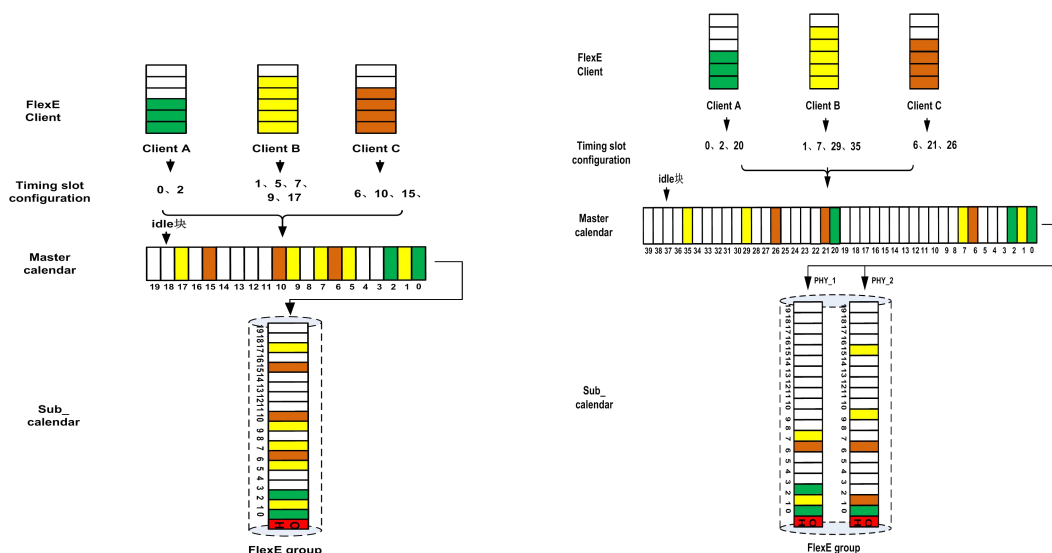 FlexE
Client
Client A
Client B
Client C
Timing slot
configuration
0、2
1、5、7、
9、17
6、10、15、
idle块
Master
calendar
19 18 17 16 15 14 13 12 11 10 9 8 7 6 5 4 3 2 1 0
Sub_
calendar
0 1 2 3 4 5 6 7 8 9 10 11 12 13 14 15 16 17 18 19
CH
FlexE group
FlexE
Client
Client A
Client B
Client C
Timing slot
configuration
0、2、20
1、7、29、35
6、21、26
idle块
Master
calendar
39 38 37 36 35 34 32 31 30 29 28 27 26 25 24 23 22 21 20 19 18 17 16 15 14 13 12 11 10 9 8 7 6 5 4 3 2 1 0
PHY_1
PHY_2
Sub_
calendar
0 1 2 3 4 5 6 7 8 9 10 11 12 13 14 15 16 17 18 19
CH
0 1 2 3 4 5 6 7 8 9 10 11 12 13 14 15 16 17 18 19
CH
FlexE group